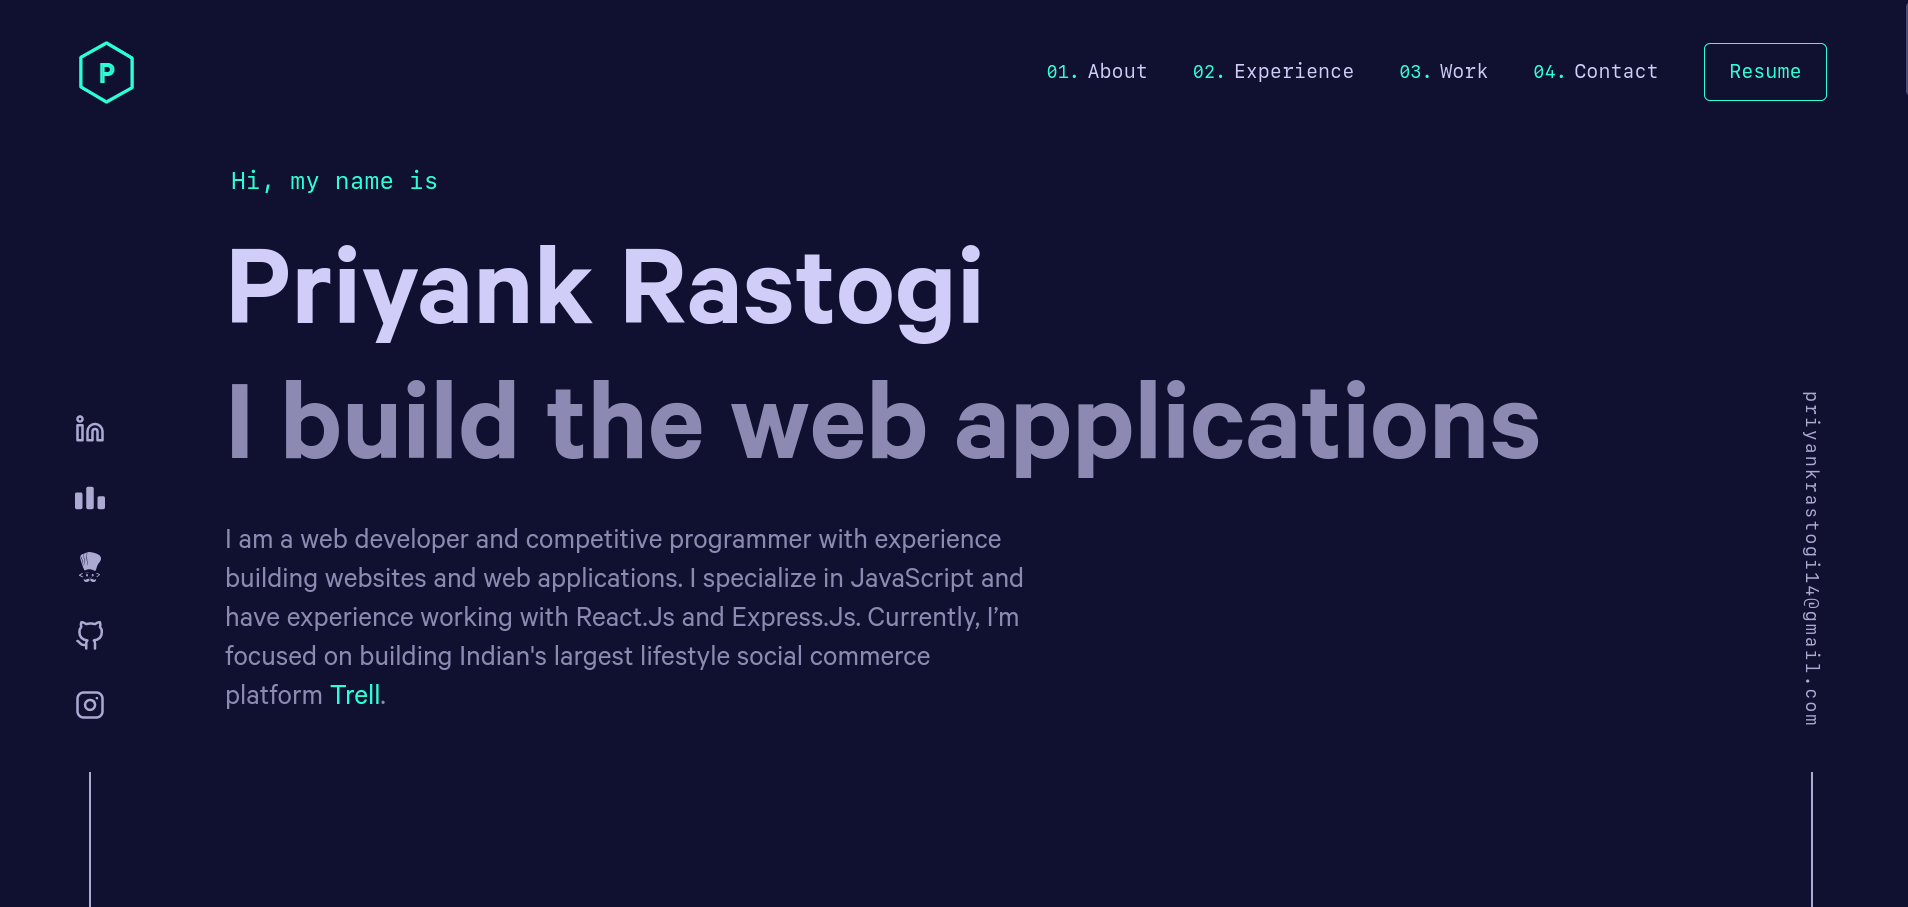 P
01. About 02. Experience 03. Work 04. Contact Resume
Hi, my name is
Priyank Rastogi
I build the web applications
I am a web developer and competitive programmer with experience
building websites and web applications. I specialize in JavaScript and
have experience working with React.Js and Express.Js. Currently, I’m
focused on building Indian's largest lifestyle social commerce
platform Trell.
priyankrastogi14@gmail.com